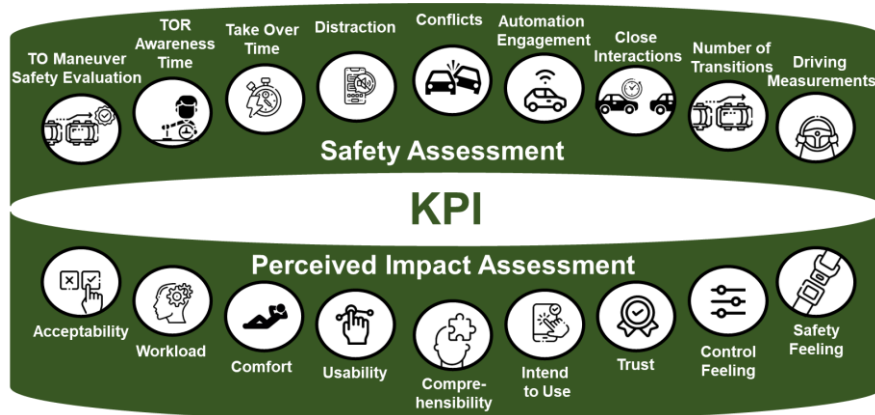 TO Maneuver
Safety Evaluation
TOR
Awareness
Time
Take Over
Time
Distraction
Conflicts
Automation
Engagement
Close
Interactions
Number of
Transitions
Driving
Measurements
Safety Assessment
KPI
Perceived Impact Assessment
Acceptability
Workload
Comfort
Usability
Compre-
hensibility
Intend
to Use
Trust
Control
Feeling
Safety
Feeling